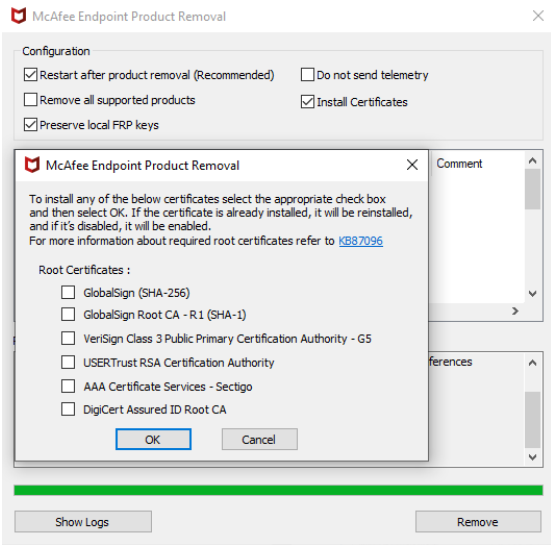 McAfee Endpoint Product Removal
Configuration
Restart after product removal (Recommended)
Do not send telemetry
Remove all supported products
Install Certificates
Preserve local FRP keys
Comment
McAfee Endpoint Product Removal
To install any of the below certificates select the appropriate check box
and then select OK. If the certificate is already installed, it will be reinstalled,
and if it's disabled, it will be enabled.
For more information about required root certificates refer to KB87096
Root Certificates :
GlobalSign (SHA-256)
GlobalSign Root CA - R1 (SHA-1)
VeriSign Class 3 Public Primary Certification Authority - G5
USERTrust RSA Certification Authority
AAA Certificate Services - Sectigo
DigiCert Assured ID Root CA
OK
Cancel
ferences
Show Logs
Remove